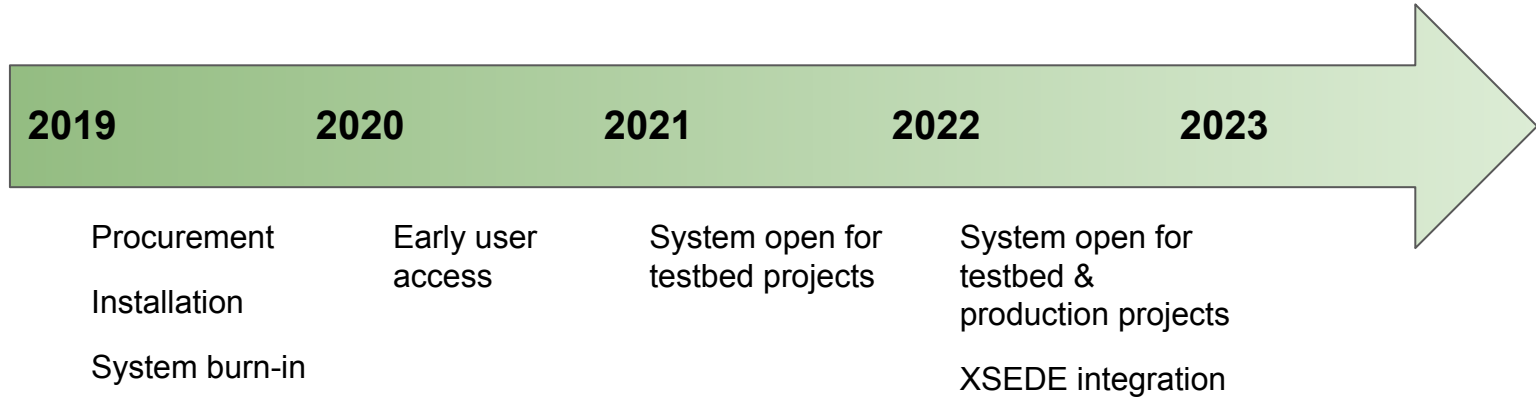 2019 2020 2021 2022 2023
Procurement
Installation
System burn-in
Early user
access
System open for
testbed projects
System open for
testbed &
production projects
XSEDE integration